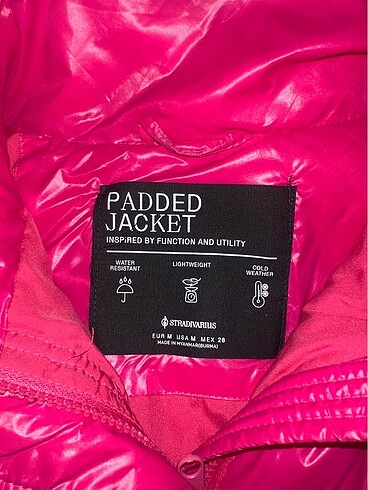 PADDED
JACKET
INSPIRED BY FUNCTION AND UTILITY
WATER RESISTANT
LIGHTWEIGHT
COLD WEATHER
STRADIVARIUS
EUR M USA M MEX 28
MADE IN MYANMAR(BURMA)